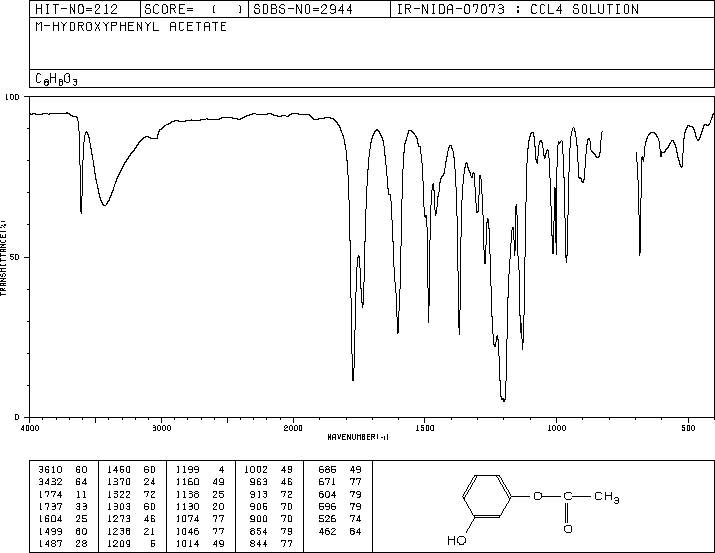 HIT-NO=212 SCORE= ( ) SDBS-NO=2944 IR-NIDA-07073 : CCL4 SOLUTION
M-HYDROXYPHENYL ACETATE
C8H8O3
100
50
0
TRANSMITTANCE(%)
4000 3000 2000 1500 1000 500
WAVENUMBER(-1)
3610 60 1460 60 1199 4 1002 49 686 49
3432 64 1370 24 1160 49 963 46 671 77
1774 11 1322 72 1138 25 913 72 604 79
1737 33 1303 60 1130 20 906 70 596 79
1604 25 1273 46 1074 77 900 70 526 74
1499 60 1238 21 1046 77 854 79 462 84
1487 28 1209 5 1014 49 844 77
O C CH3
O
HO